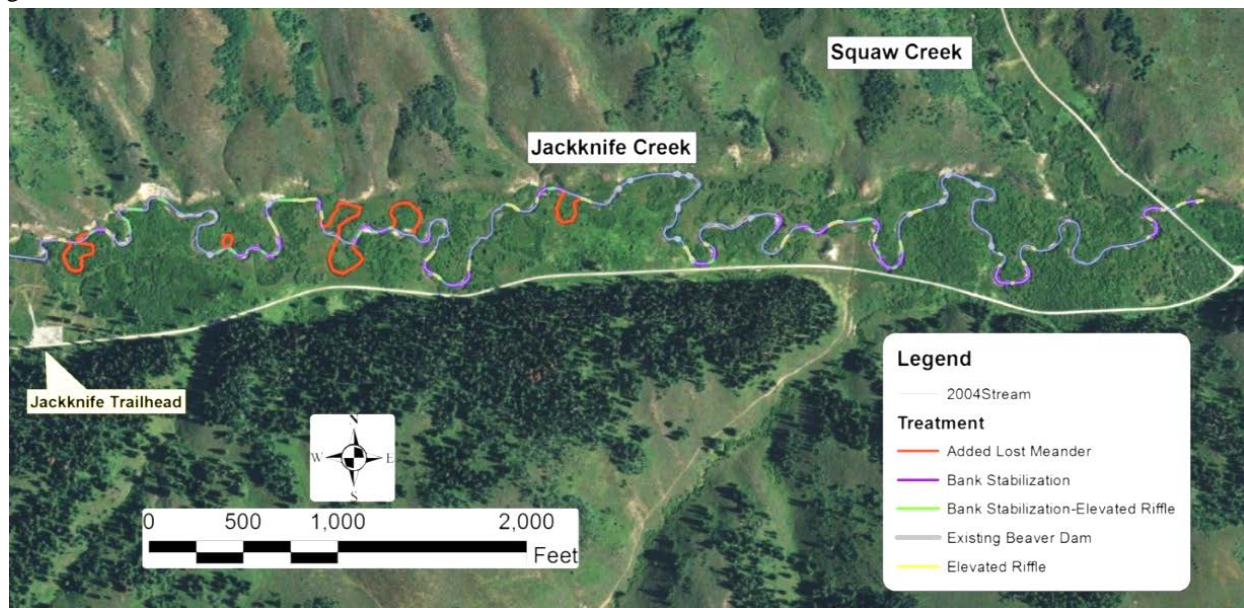 Squaw Creek
Jackknife Creek
Jackknife Trailhead
N
W E
S
0 500 1,000 2,000
Feet
Legend
2004Stream
Treatment
Added Lost Meander
Bank Stabilization
Bank Stabilization-Elevated Riffle
Existing Beaver Dam
Elevated Riffle